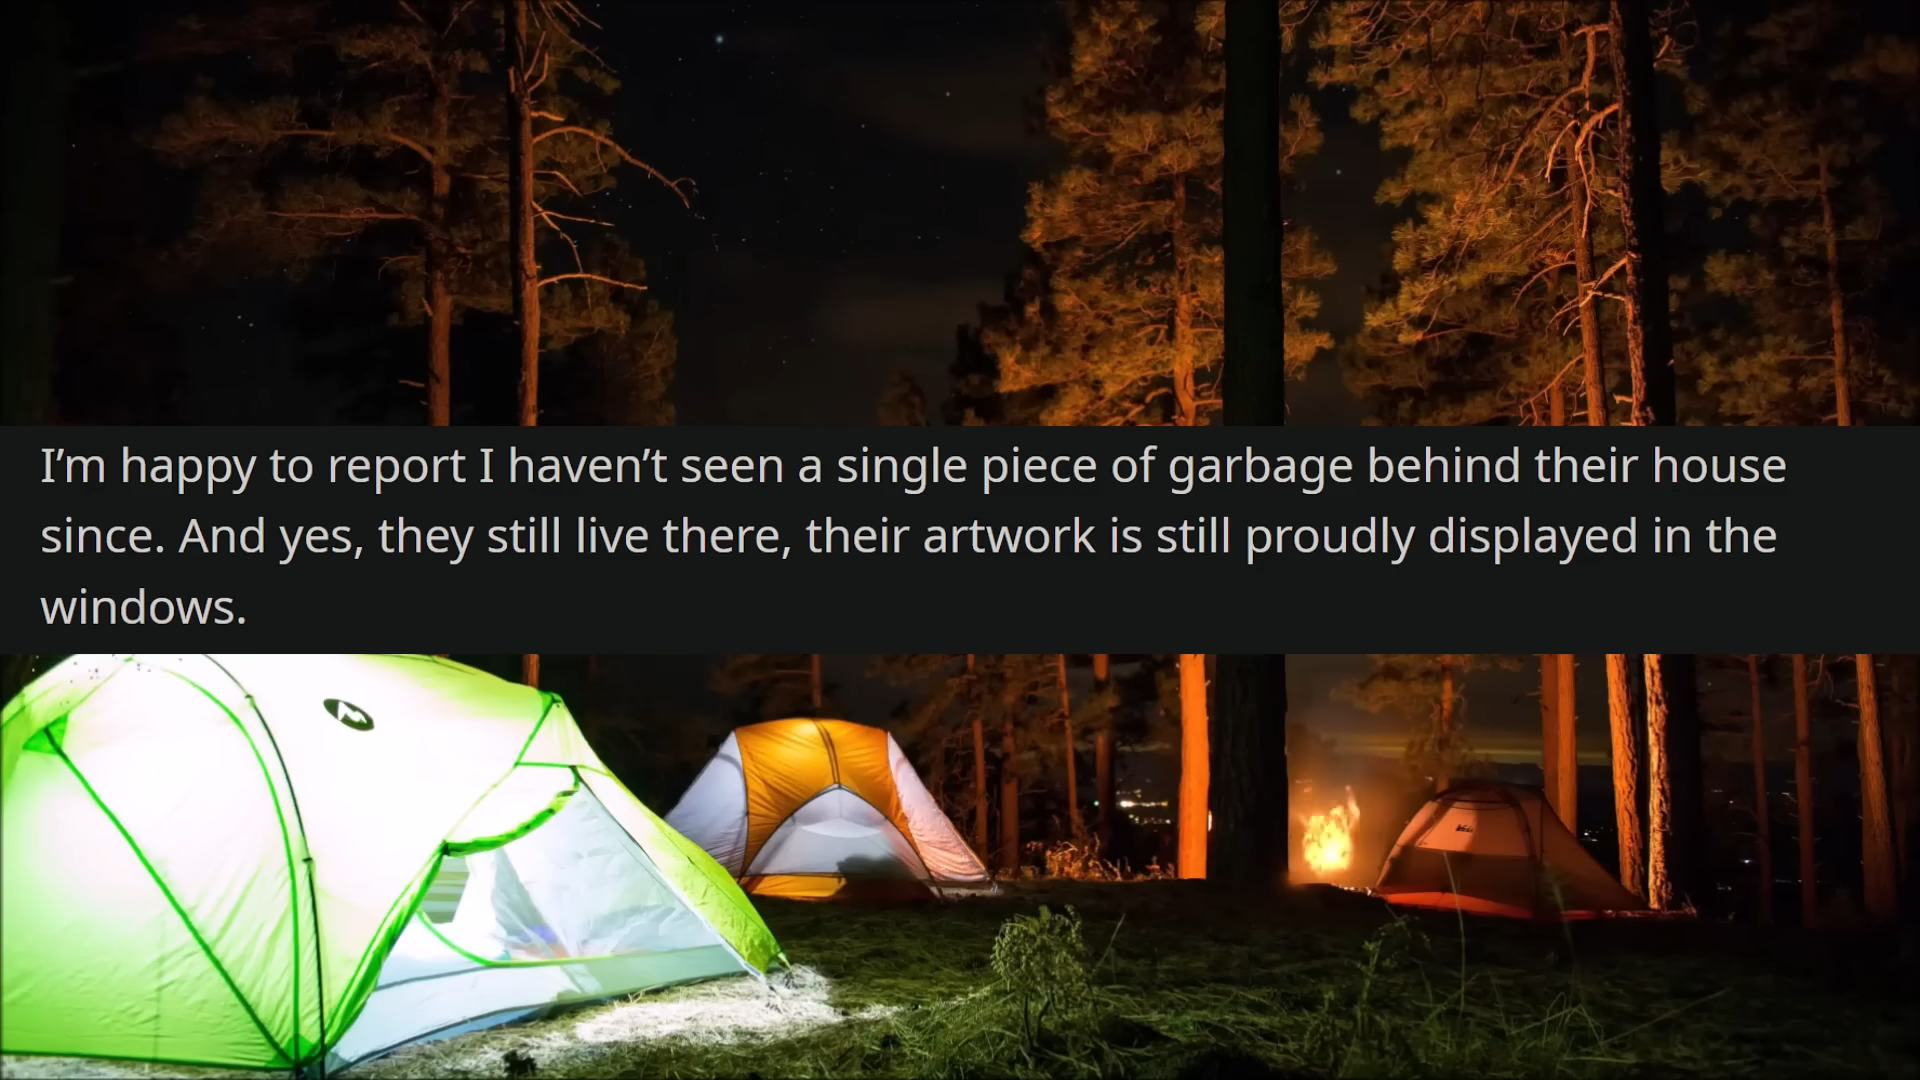 I’m happy to report I haven’t seen a single piece of garbage behind their house
since. And yes, they still live there, their artwork is still proudly displayed in the
windows.